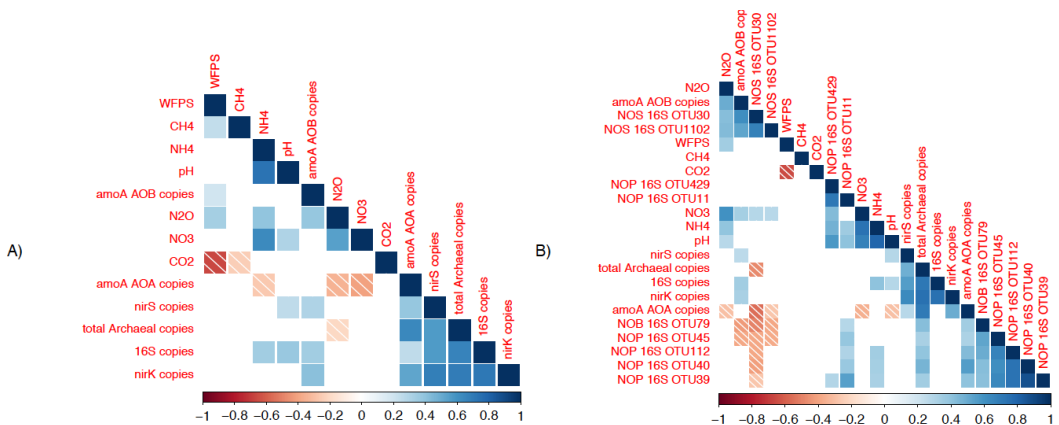 A)
WFPS
CH4
NH4
pH
amoA AOB copies
N2O
NO3
CO2
amoA AOA copies
nirS copies
total Archaeal copies
16S copies
nirK copies
WFPS
CH4
NH4
pH
amoA AOB copies
N2O
NO3
CO2
amoA AOA copies
nirS copies
total Archaeal copies
16S copies
nirK copies
-1 -0.8 -0.6 -0.4 -0.2 0 0.2 0.4 0.6 0.8 1
B)
N2O
amoA AOB cop
NOS 16S OTU30
NOS 16S OTU1102
WFPS
CH4
CO2
NOP 16S OTU429
NOP 16S OTU11
NO3
NH4
pH
nirS copies
total Archaeal copies
16S copies
nirK copies
amoA AOA copies
NOB 16S OTU79
NOP 16S OTU45
NOP 16S OTU112
NOP 16S OTU40
NOP 16S OTU39
N2O
amoA AOB copies
NOS 16S OTU30
NOS 16S OTU1102
WFPS
CH4
CO2
NOP 16S OTU429
NOP 16S OTU11
NO3
NH4
pH
nirS copies
total Archaeal copies
16S copies
nirK copies
amoA AOA copies
NOB 16S OTU79
NOP 16S OTU45
NOP 16S OTU112
NOP 16S OTU40
NOP 16S OTU39
-1 -0.8 -0.6 -0.4 -0.2 0 0.2 0.4 0.6 0.8 1